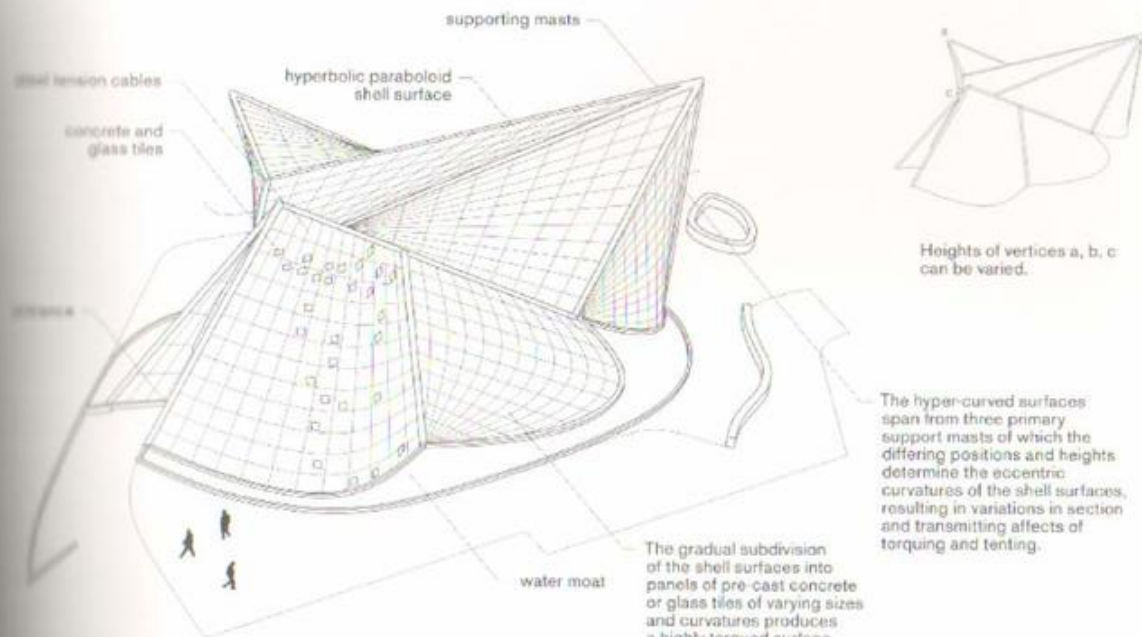 supporting masts
steel tension cables
hyperbolic paraboloid
shell surface
concrete and
glass tiles
a
c
Heights of vertices a, b, c
can be varied.
The hyper-curved surfaces
span from three primary
support masts of which the
differing positions and heights
determine the eccentric
curvatures of the shell surfaces,
resulting in variations in section
and transmitting affects of
torquing and tenting.
water moat
The gradual subdivision
of the shell surfaces into
panels of pre-cast concrete
or glass tiles of varying sizes
and curvatures produces
a highly torqued surface